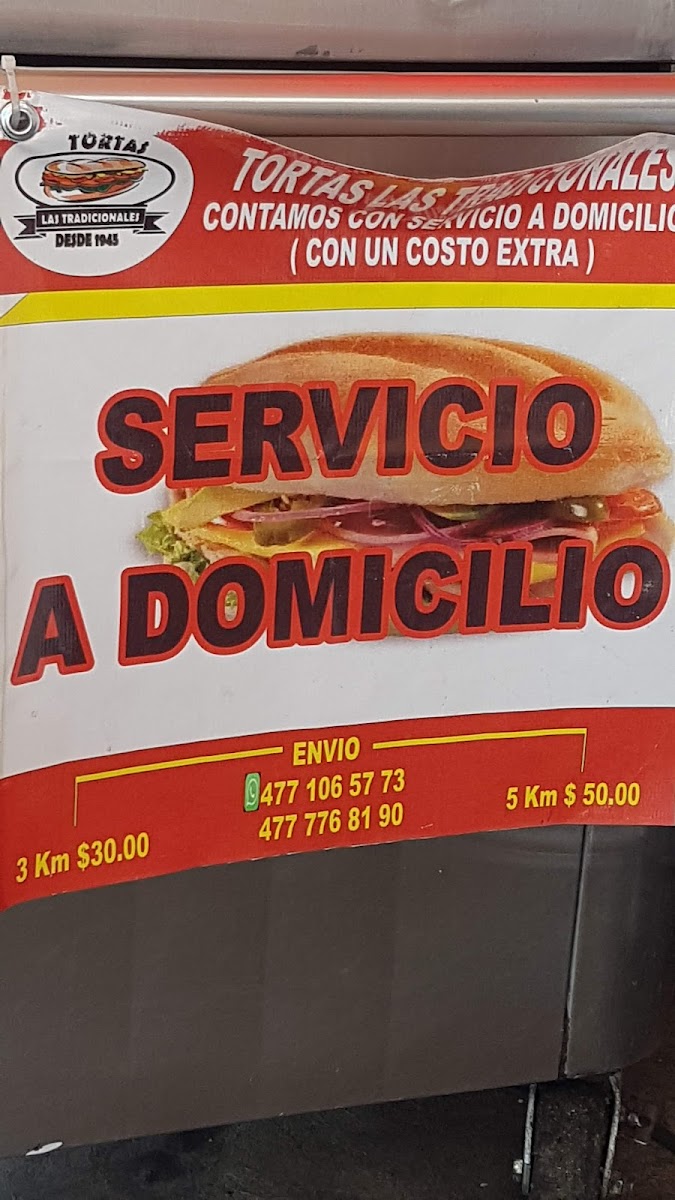 TORTAS
LAS TRADICIONALES
DESDE 1945
TORTAS LAS TRADICIONALES
CONTAMOS CON SERVICIO A DOMICILIO
( CON UN COSTO EXTRA )
SERVICIO
A DOMICILIO
ENVIO
477 106 57 73
477 776 81 90
3 Km $30.00
5 Km $ 50.00